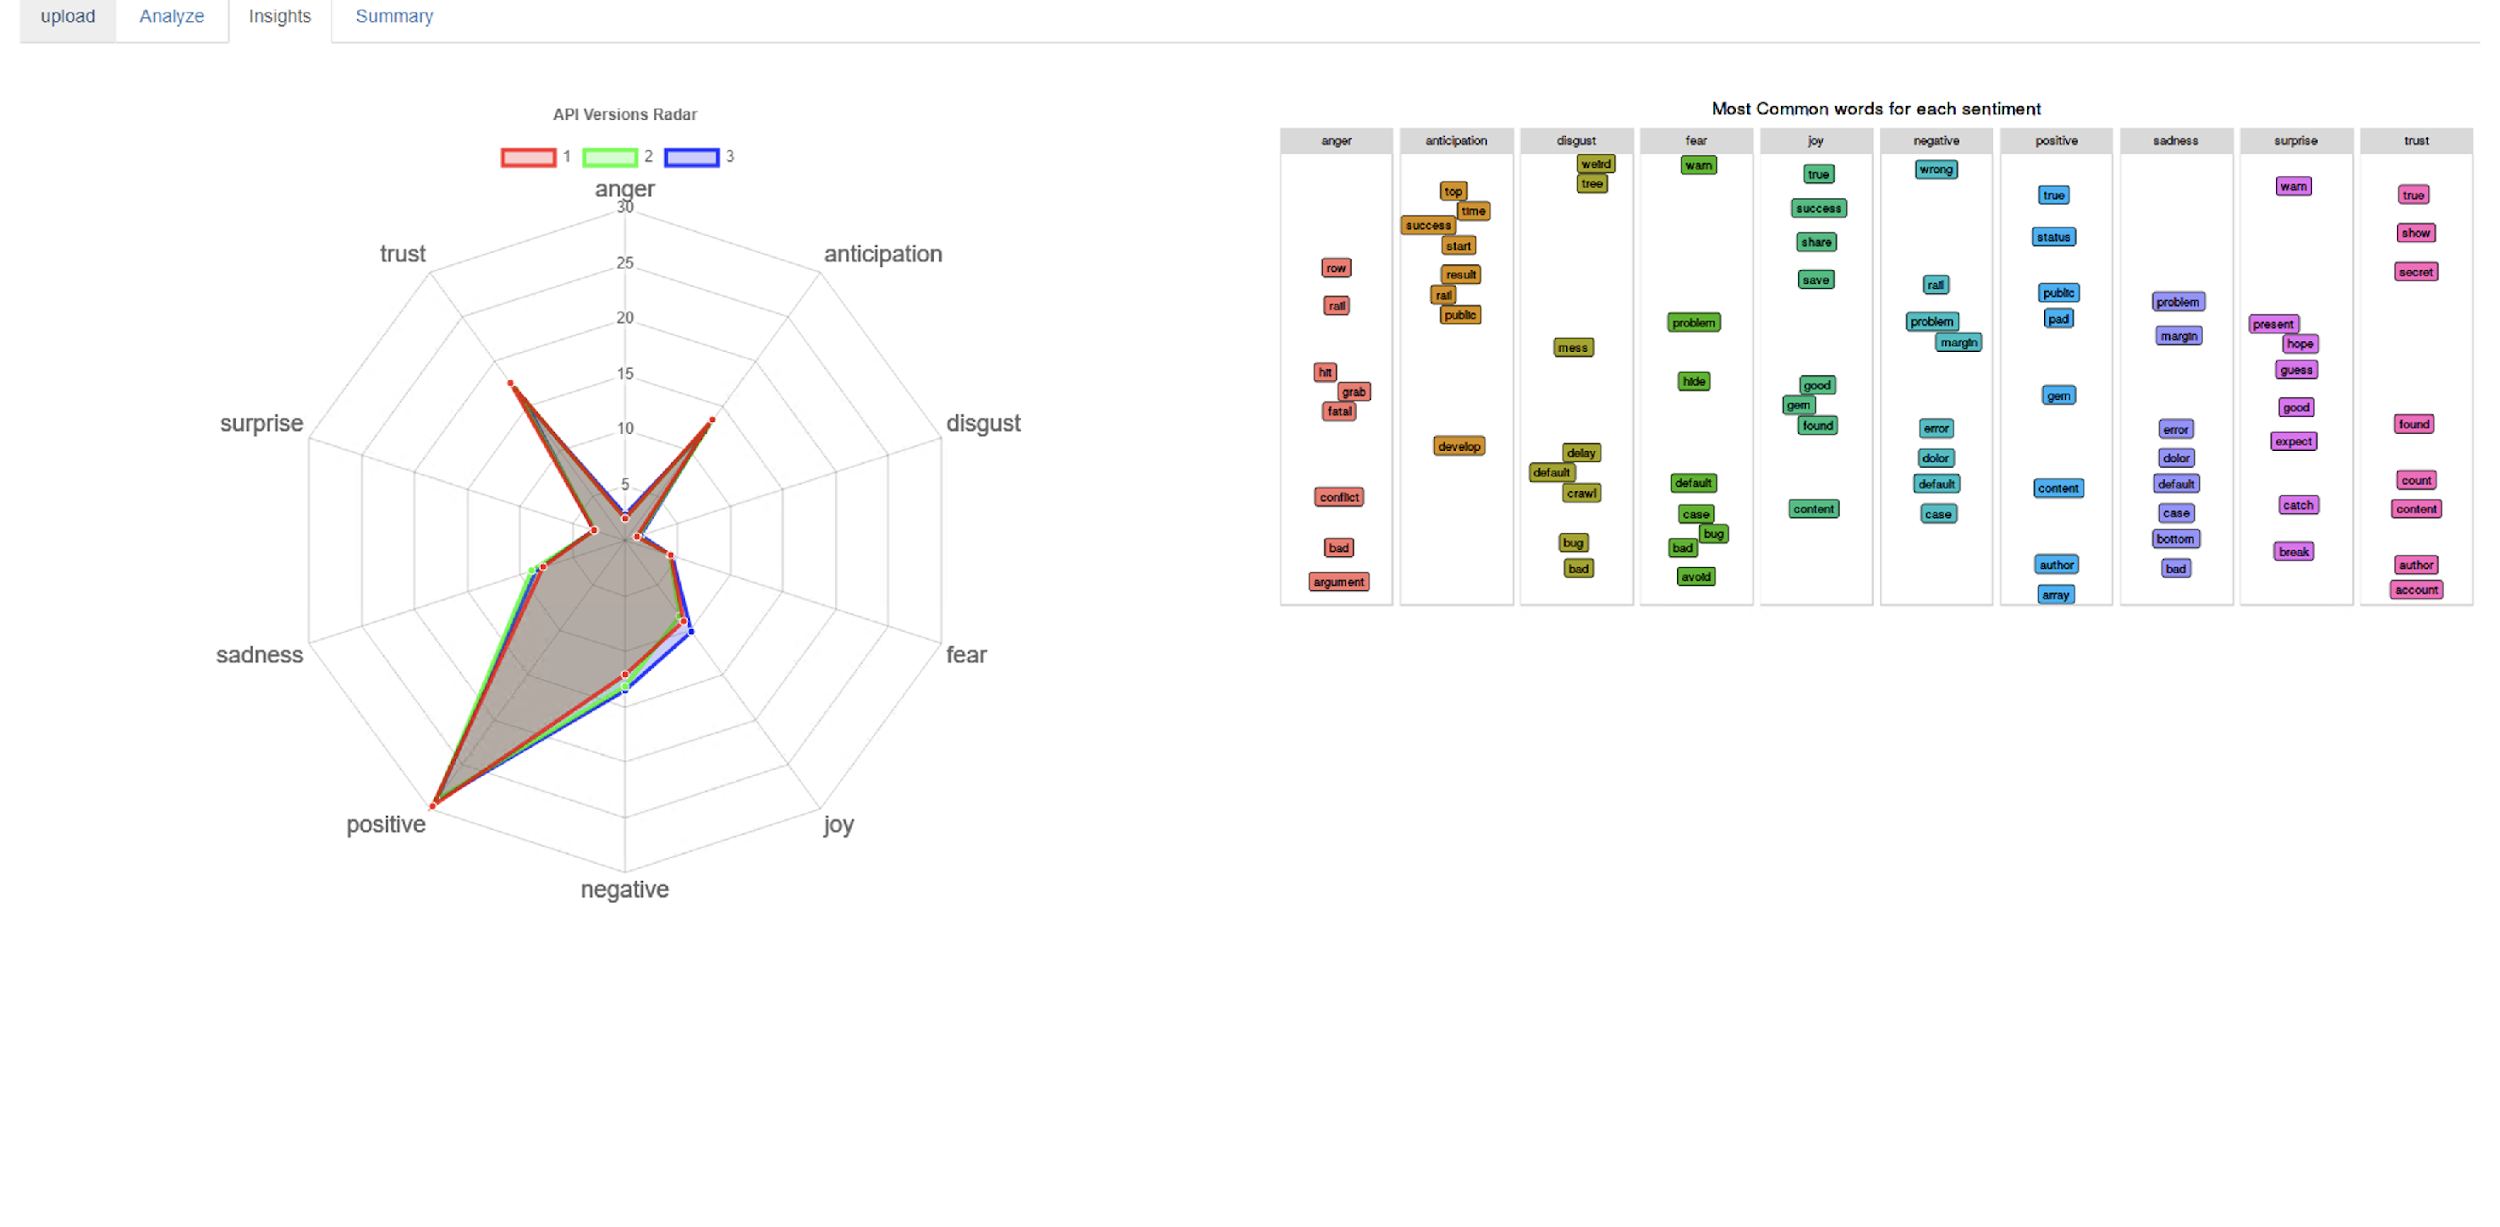 upload Analyze Insights Summary
API Versions Radar
1 2 3
anger
30
25
20
15
10
5
anticipation
disgust
fear
joy
negative
positive
sadness
surprise
trust
Most Common words for each sentiment
anger
row
rail
hit
grab
fatal
conflict
bad
argument
anticipation
top
time
success
start
result
rail
public
develop
disgust
weird
tree
mess
delay
default
crawl
bug
bad
fear
warn
problem
hide
default
case
bug
bad
avoid
joy
true
success
share
save
good
gem
found
content
negative
wrong
rail
problem
margin
error
dolor
default
case
positive
true
status
public
pad
gem
content
author
array
sadness
problem
margin
error
dolor
default
case
bottom
bad
surprise
warn
present
hope
guess
good
expect
catch
break
trust
true
show
secret
found
count
content
author
account